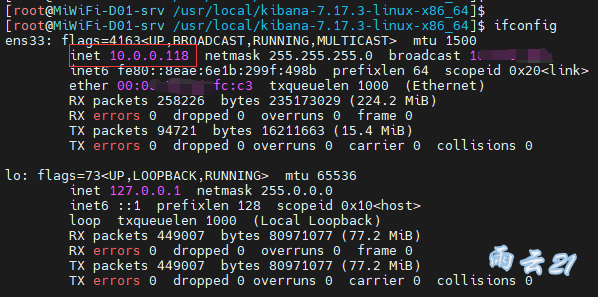 [root@MiWiFi-D01-srv /usr/local/kibana-7.17.3-linux-x86_64]$
[root@MiWiFi-D01-srv /usr/local/kibana-7.17.3-linux-x86_64]$ ifconfig
ens33: flags=4163<UP,BROADCAST,RUNNING,MULTICAST>  mtu 1500
inet 10.0.0.118  netmask 255.255.255.0  broadcast
inet6 fe80::8eae:6e1b:299f:498b  prefixlen 64  scopeid 0x20<link>
ether 00:0 fc:c3  txqueuelen 1000  (Ethernet)
RX packets 258226  bytes 235173029 (224.2 MiB)
RX errors 0  dropped 0  overruns 0  frame 0
TX packets 94721  bytes 16211663 (15.4 MiB)
TX errors 0  dropped 0 overruns 0  carrier 0  collisions 0
lo: flags=73<UP,LOOPBACK,RUNNING>  mtu 65536
inet 127.0.0.1  netmask 255.0.0.0
inet6 ::1  prefixlen 128  scopeid 0x10<host>
loop  txqueuelen 1000  (Local Loopback)
RX packets 449007  bytes 80971077 (77.2 MiB)
RX errors 0  dropped 0  overruns 0  frame 0
TX packets 449007  bytes 80971077 (77.2 MiB)
TX errors 0  dropped 0 overruns 0  carrier 0  collisions 0
雨云21